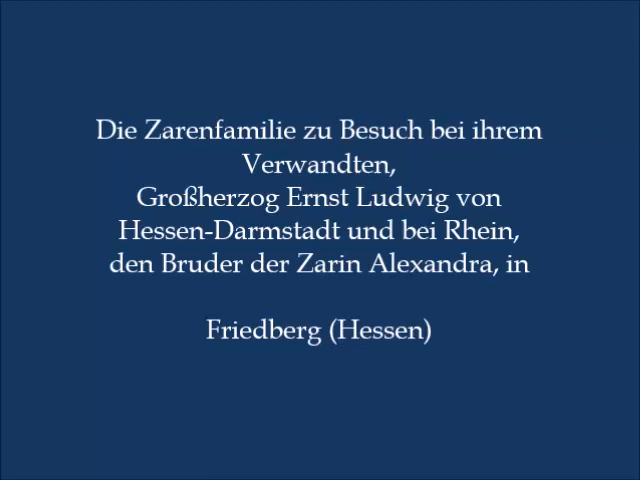 Die Zarenfamilie zu Besuch bei ihrem
Verwandten,
Großherzog Ernst Ludwig von
Hessen-Darmstadt und bei Rhein,
den Bruder der Zarin Alexandra, in
Friedberg (Hessen)